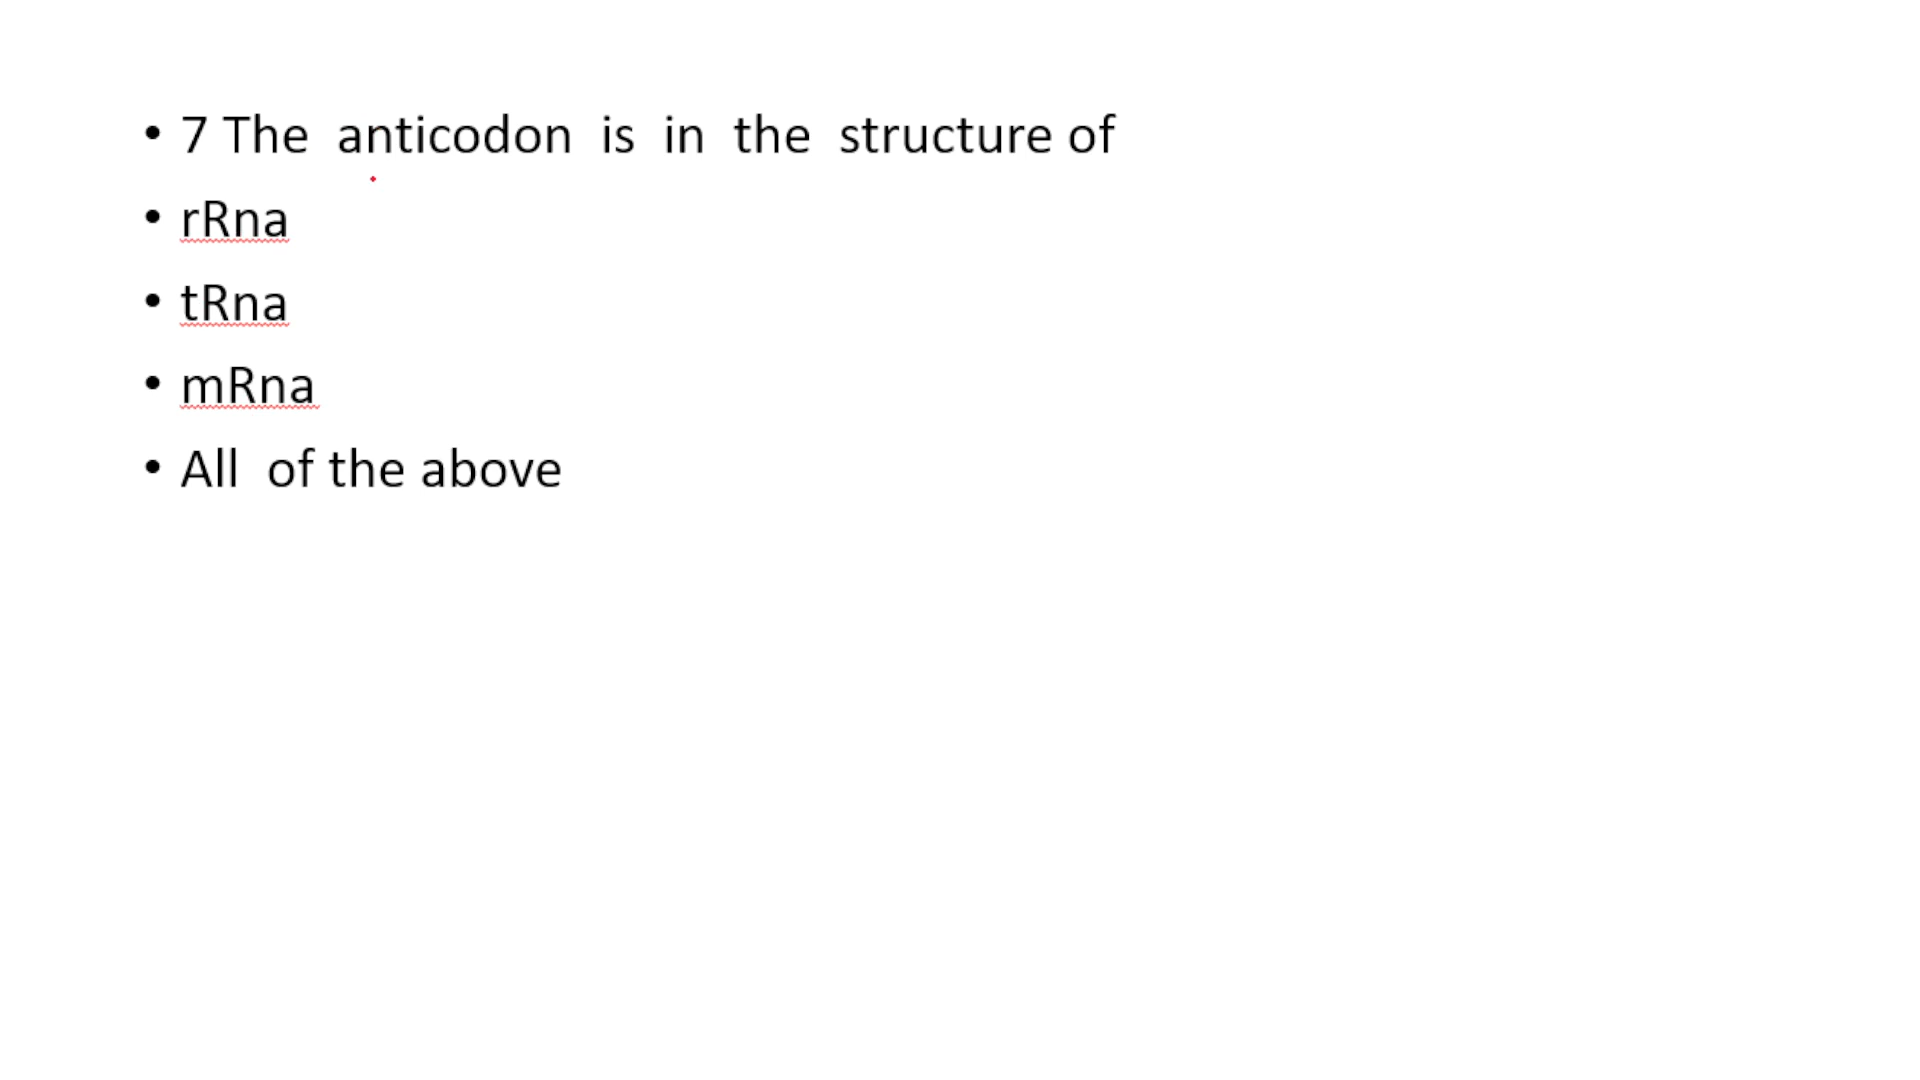 • 7 The anticodon is in the structure of
• rRna
• tRna
• mRna
• All of the above